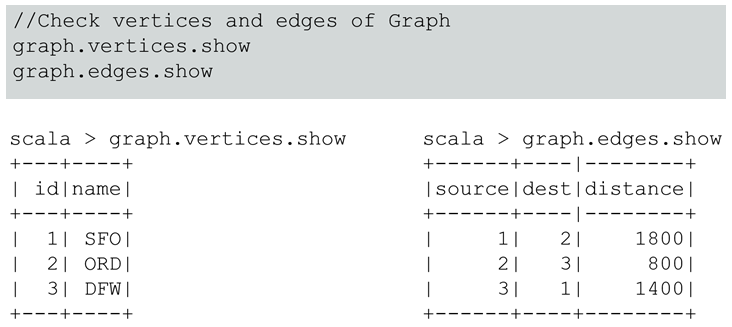 //Check vertices and edges of Graph
graph.vertices.show
graph.edges.show
scala > graph.vertices.show
+---+----+
| id|name|
+---+----+
|  1| SFO|
|  2| ORD|
|  3| DFW|
+---+----+
scala > graph.edges.show
+------+----|--------+
|source|dest|distance|
+------+----|--------+
|     1|   2|    1800|
|     2|   3|     800|
|     3|   1|    1400|
+------+----+--------+